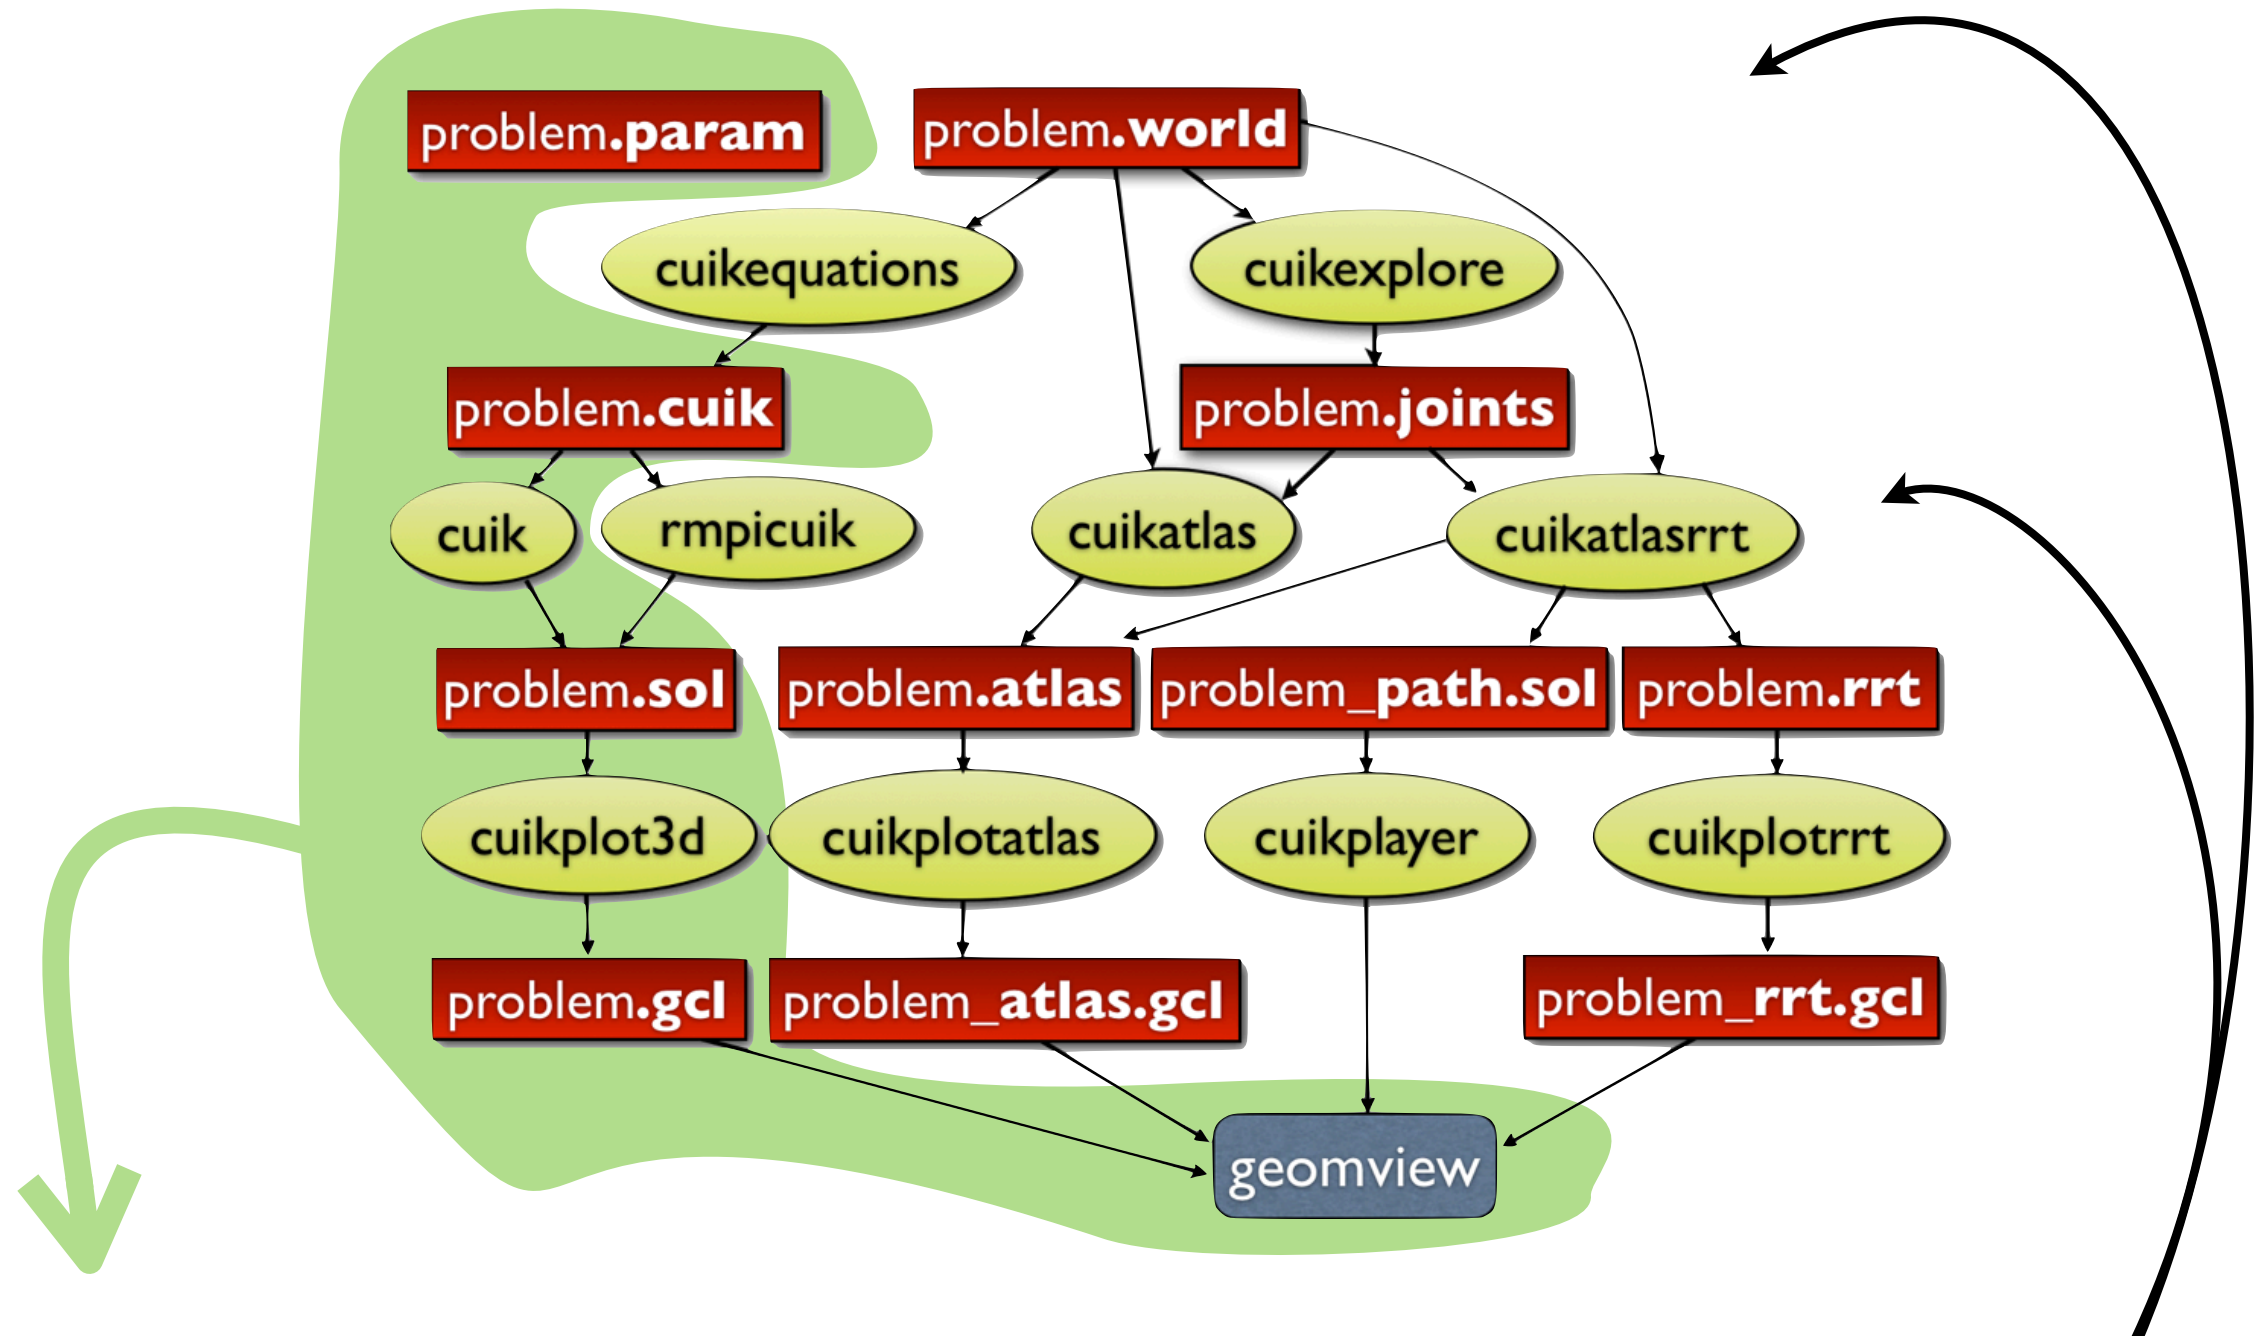 problem.param
problem.world
cuikequations
cuikexplore
problem.cuik
problem.joints
cuik
rmpicuik
cuikatlas
cuikatlasrrt
problem.sol
problem.atlas
problem_path.sol
problem.rrt
cuikplot3d
cuikplotatlas
cuikplayer
cuikplotrrt
problem.gcl
problem_atlas.gcl
problem_rrt.gcl
geomview